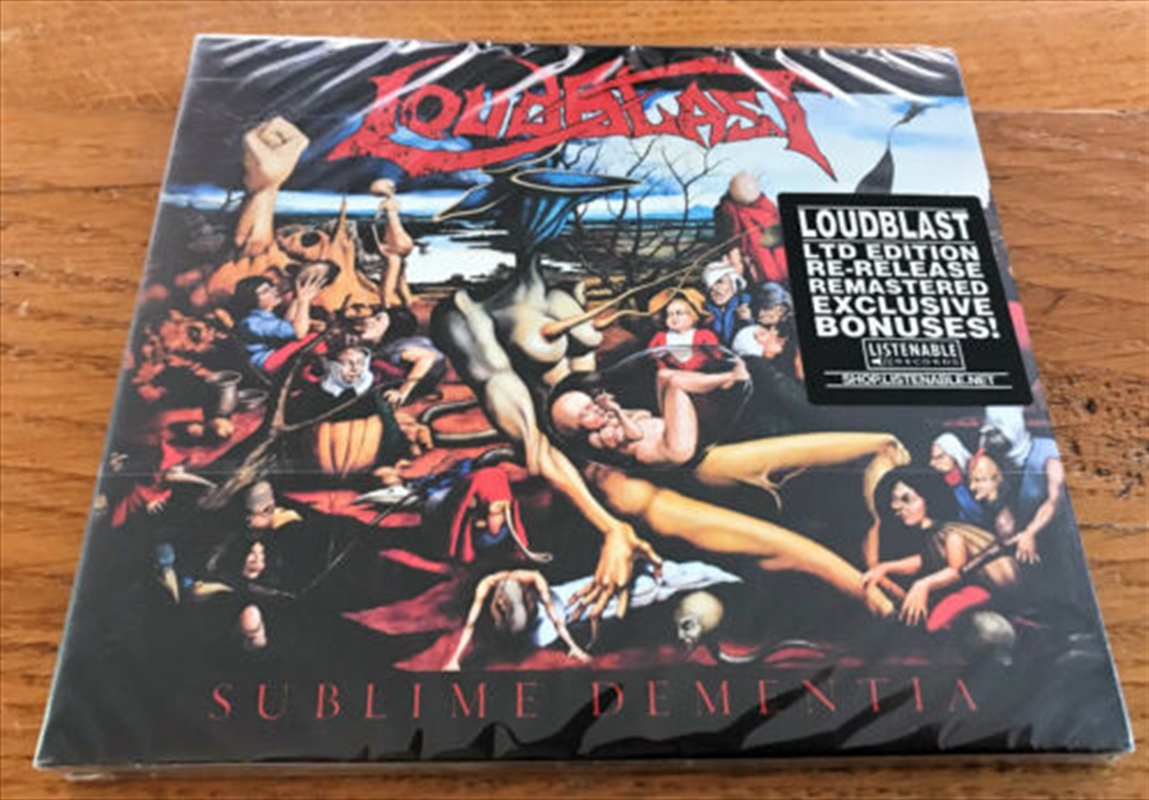 LOUDBLAST
LOUDBLAST
LTD EDITION
RE-RELEASE
REMASTERED
EXCLUSIVE
BONUSES!
LISTENABLE
RECORDS
SHOP.LISTENABLE.NET
SUBLIME DEMENTIA